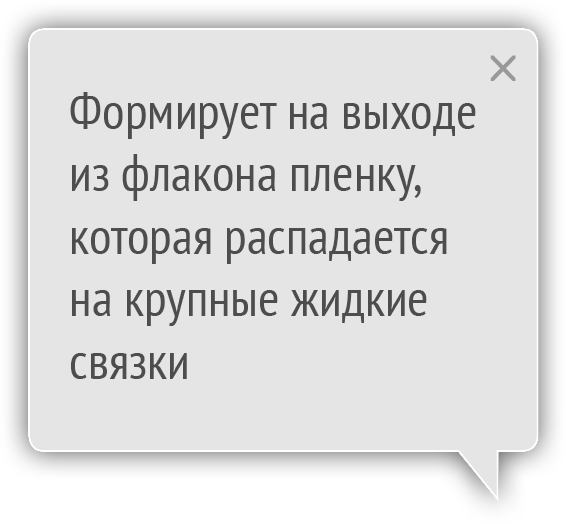 Формирует на выходе
из флакона пленку,
которая распадается
на крупные жидкие
связки